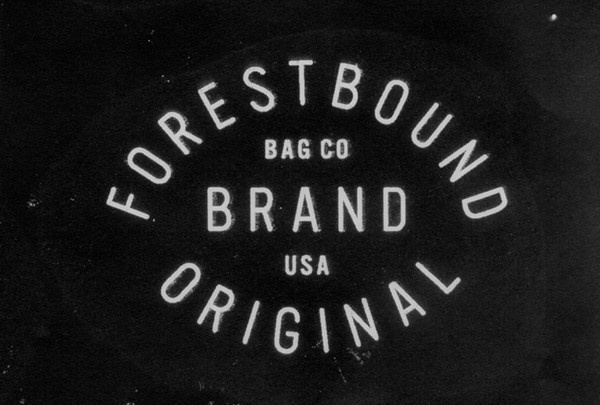 FORESTBOUND
BAG CO
BRAND
USA
ORIGINAL